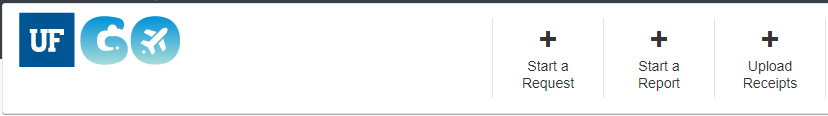 UF
Start a
Request
Start a
Report
Upload
Receipts